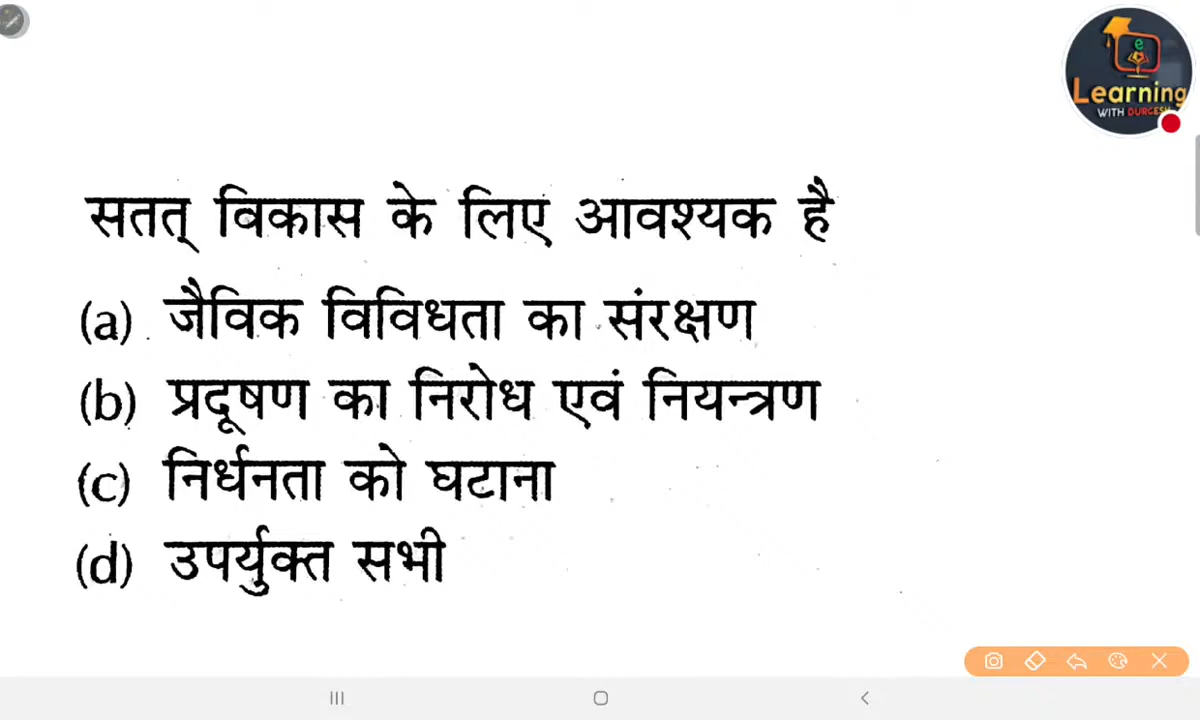 e
Learning
WITH DURGESH
सतत् विकास के लिए आवश्यक है
(a) जैविक विविधता का संरक्षण
(b) प्रदूषण का निरोध एवं नियन्त्रण
(c) निर्धनता को घटाना
(d) उपर्युक्त सभी